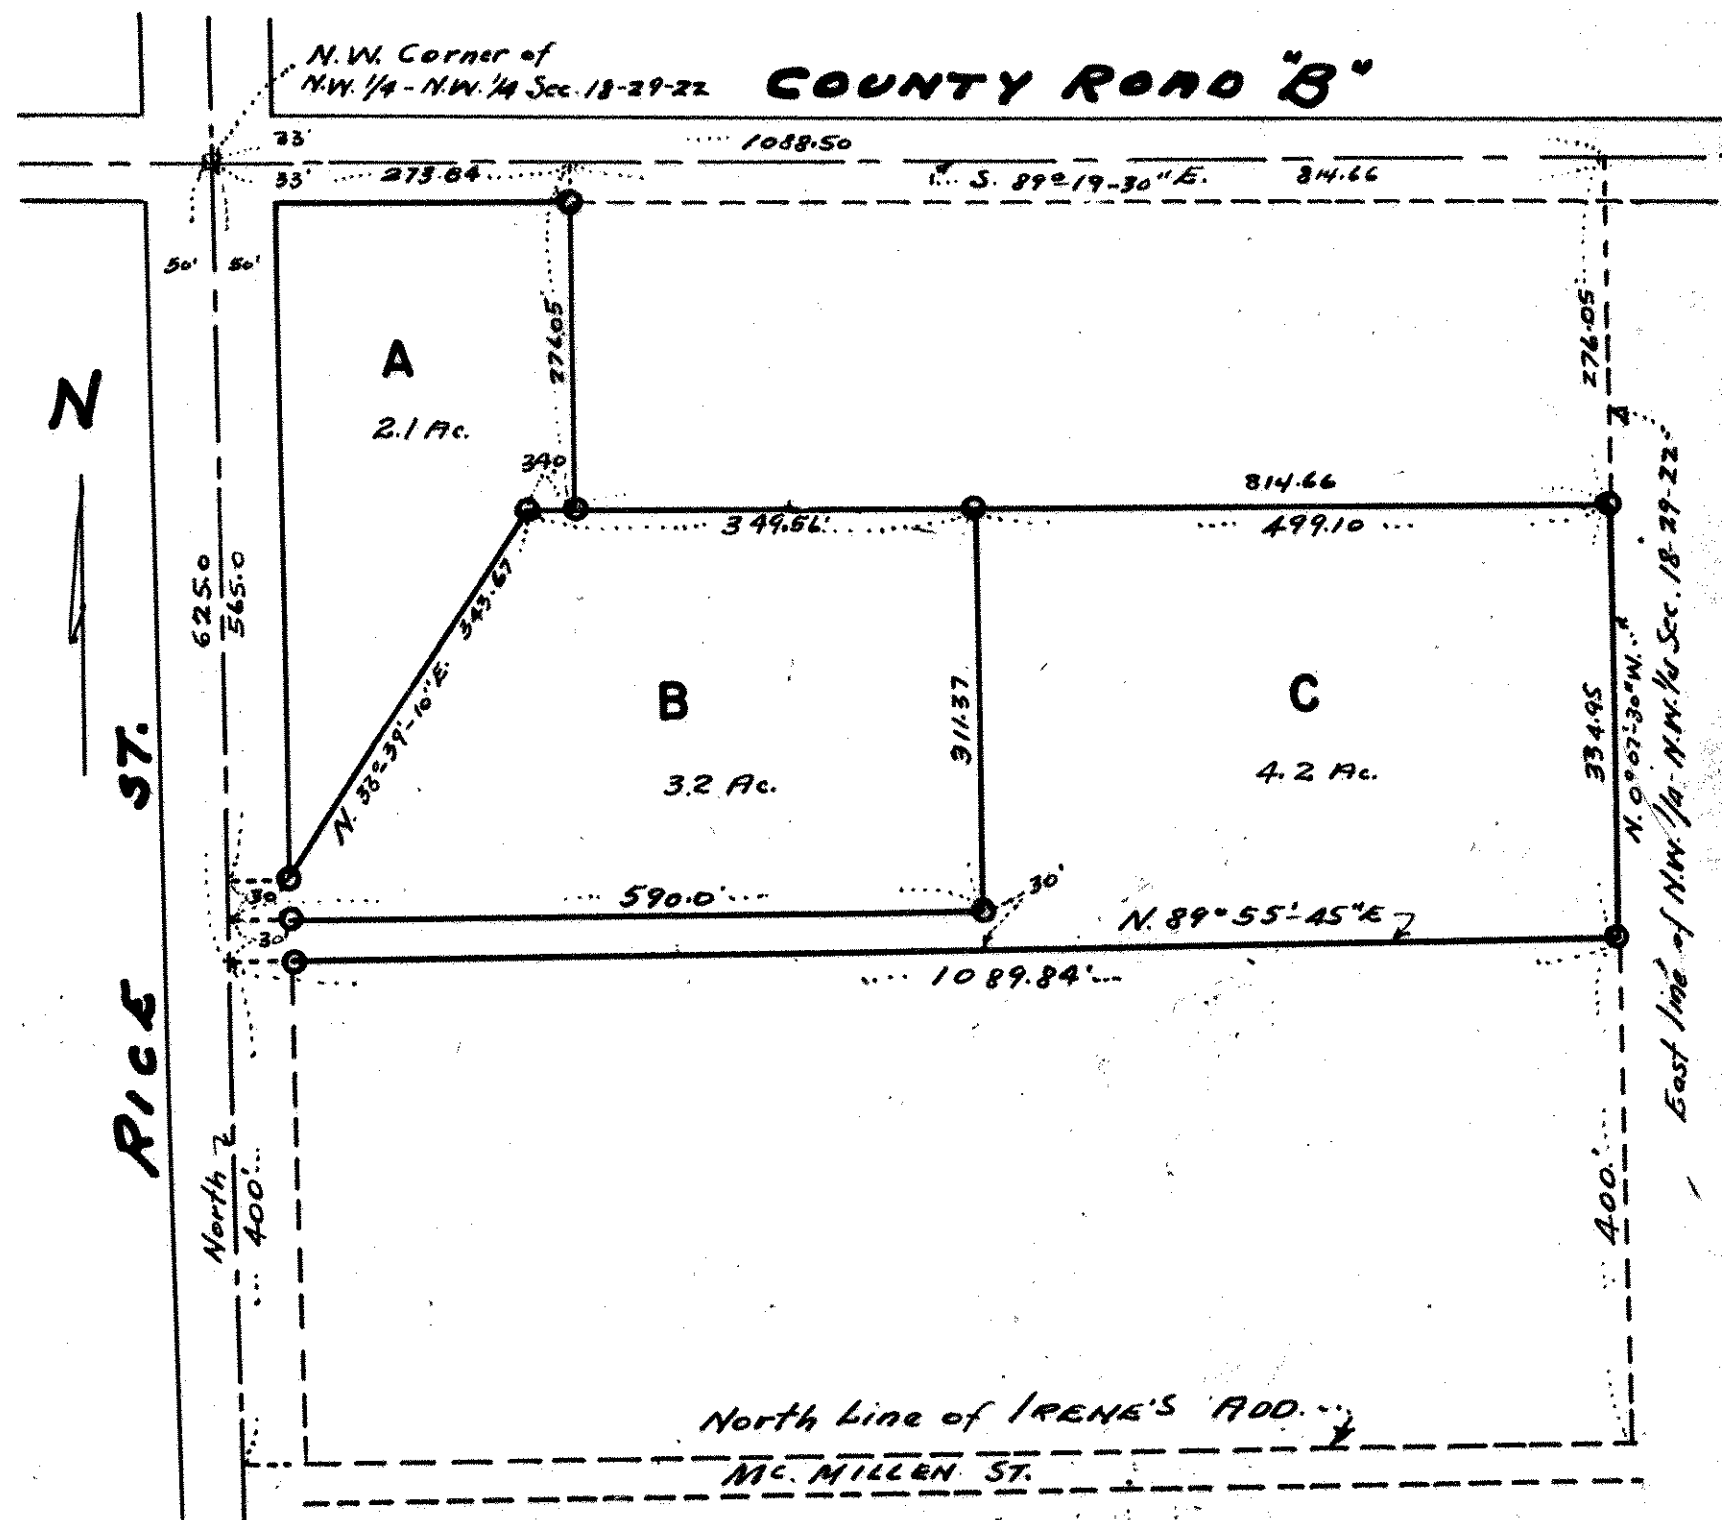 N.W. Corner of
N.W. 1/4 - N.W. 1/4 Sec. 18-29-22
COUNTY ROAD "B"
33'
1088.50
33'
273.84
S. 89°-19-30" E.
814.66
50'
50'
276.05
276.05
A
2.1 Ac.
N
340
814.66
349.56'
499.10
625.0
565.0
343.67
N. 33°-39'-10" E.
B
3.2 Ac.
311.37
C
4.2 Ac.
334.95
N. 0°07'-30" W.
East line of N.W. 1/4 - N.W. 1/4 Sec. 18-29-22
RICE ST.
30
590.0'
30'
30
N. 89° 55'-45" E
1089.84'
North
400'
400.'
North Line of IRENE'S ADD.
MC. MILLEN ST.